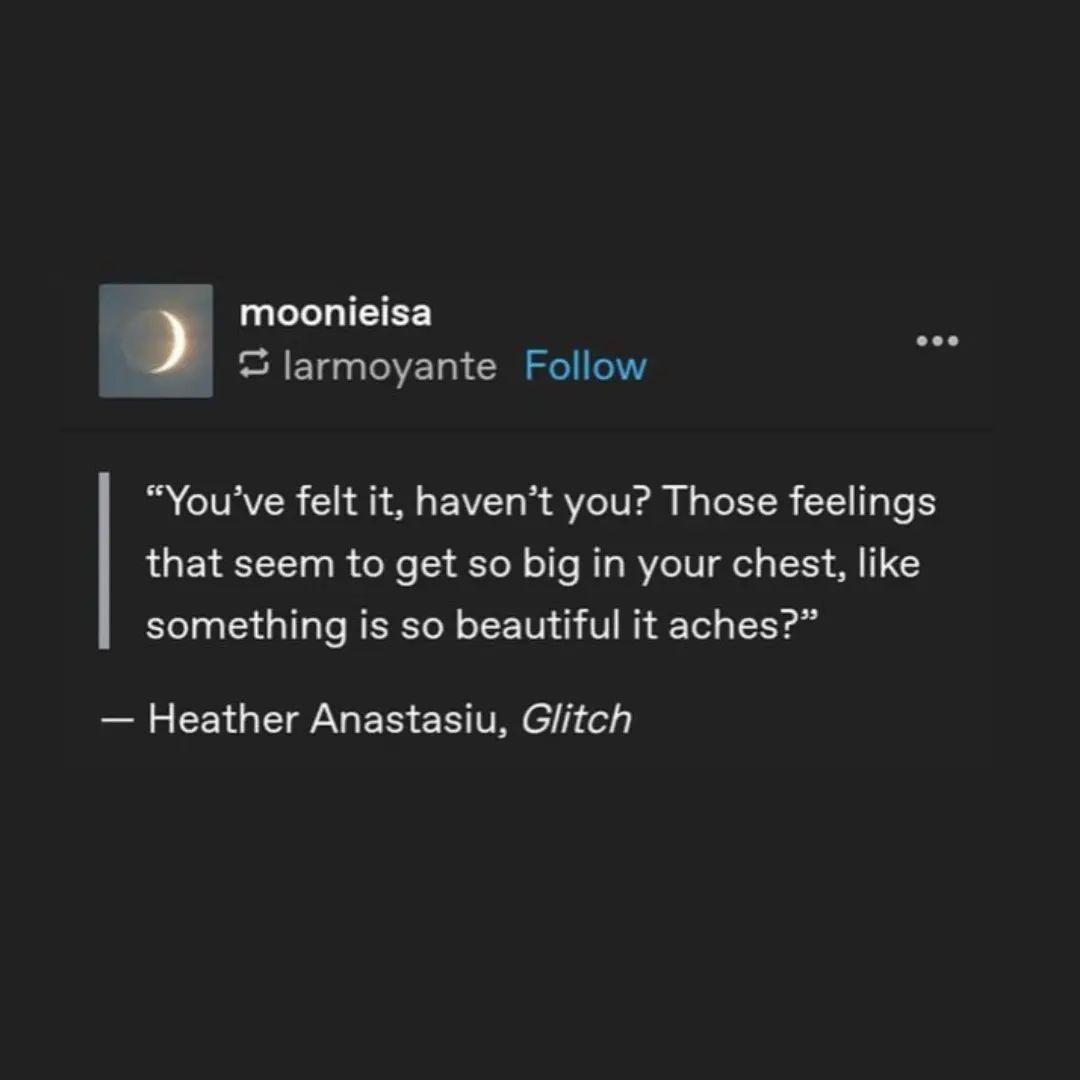 moonieisa
larmoyante Follow
“You’ve felt it, haven’t you? Those feelings
that seem to get so big in your chest, like
something is so beautiful it aches?”
— Heather Anastasiu, Glitch